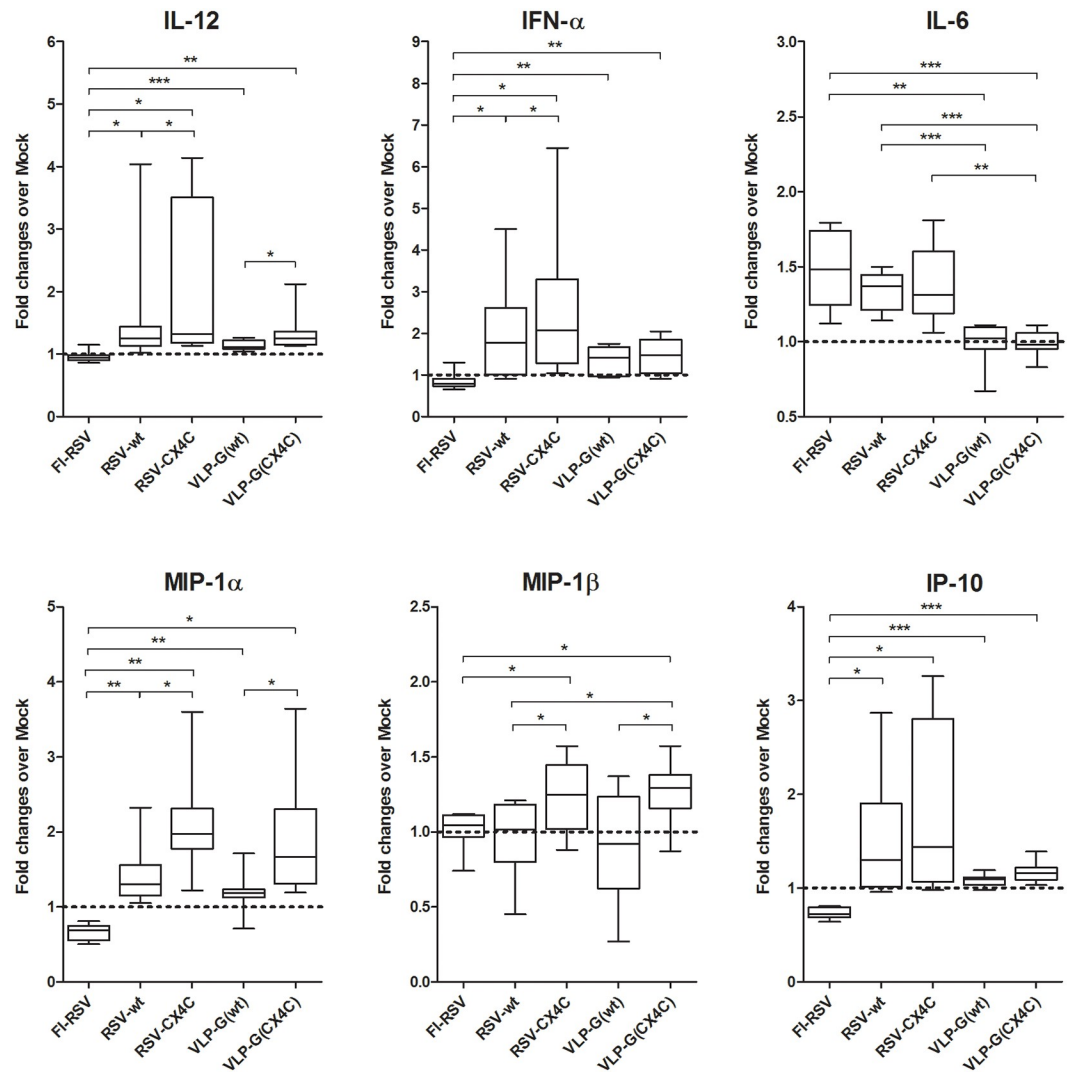 IL-12
6
5
4
3
2
1
0
Fold changes over Mock
**
***
*
*
*
*
FI-RSV
RSV-wt
RSV-CX4C
VLP-G(wt)
VLP-G(CX4C)
IFN-α
9
8
7
6
5
4
3
2
1
0
Fold changes over Mock
**
**
*
*
*
FI-RSV
RSV-wt
RSV-CX4C
VLP-G(wt)
VLP-G(CX4C)
IL-6
3.0
2.5
2.0
1.5
1.0
0.5
Fold changes over Mock
***
**
***
***
**
FI-RSV
RSV-wt
RSV-CX4C
VLP-G(wt)
VLP-G(CX4C)
MIP-1α
5
4
3
2
1
0
Fold changes over Mock
*
**
**
**
*
*
FI-RSV
RSV-wt
RSV-CX4C
VLP-G(wt)
VLP-G(CX4C)
MIP-1β
2.5
2.0
1.5
1.0
0.5
0.0
Fold changes over Mock
*
*
*
*
*
FI-RSV
RSV-wt
RSV-CX4C
VLP-G(wt)
VLP-G(CX4C)
IP-10
4
3
2
1
0
Fold changes over Mock
***
***
*
*
FI-RSV
RSV-wt
RSV-CX4C
VLP-G(wt)
VLP-G(CX4C)